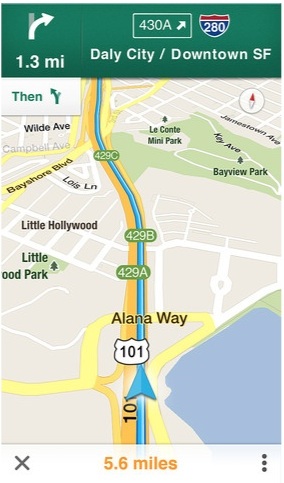 430A
280
1.3 mi
Daly City / Downtown SF
Then
Wilde Ave
Le Conte
Mini Park
Jamestown Ave
Campbell Ave
429C
Key Ave
Bayshore Blvd
Bayview Park
Lois Ln
Little Hollywood
429B
Little
ood Park
429A
Alana Way
101
101
5.6 miles